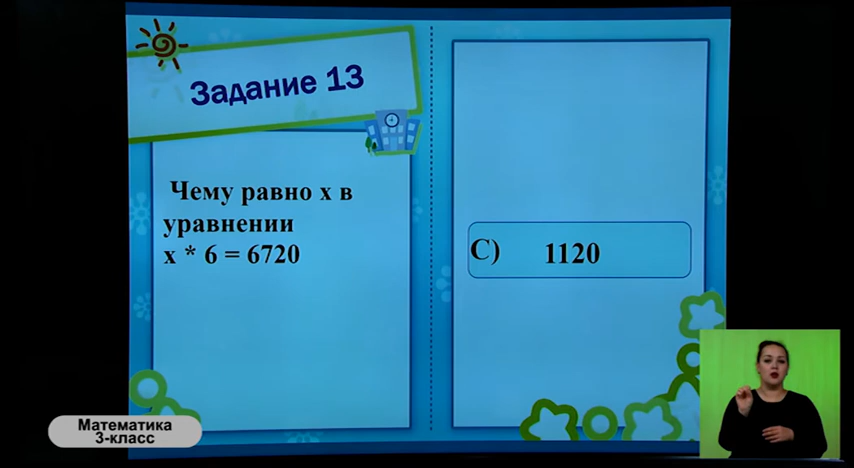 Задание 13
Чему равно х в
уравнении
х * 6 = 6720
С) 1120
Математика
3-класс